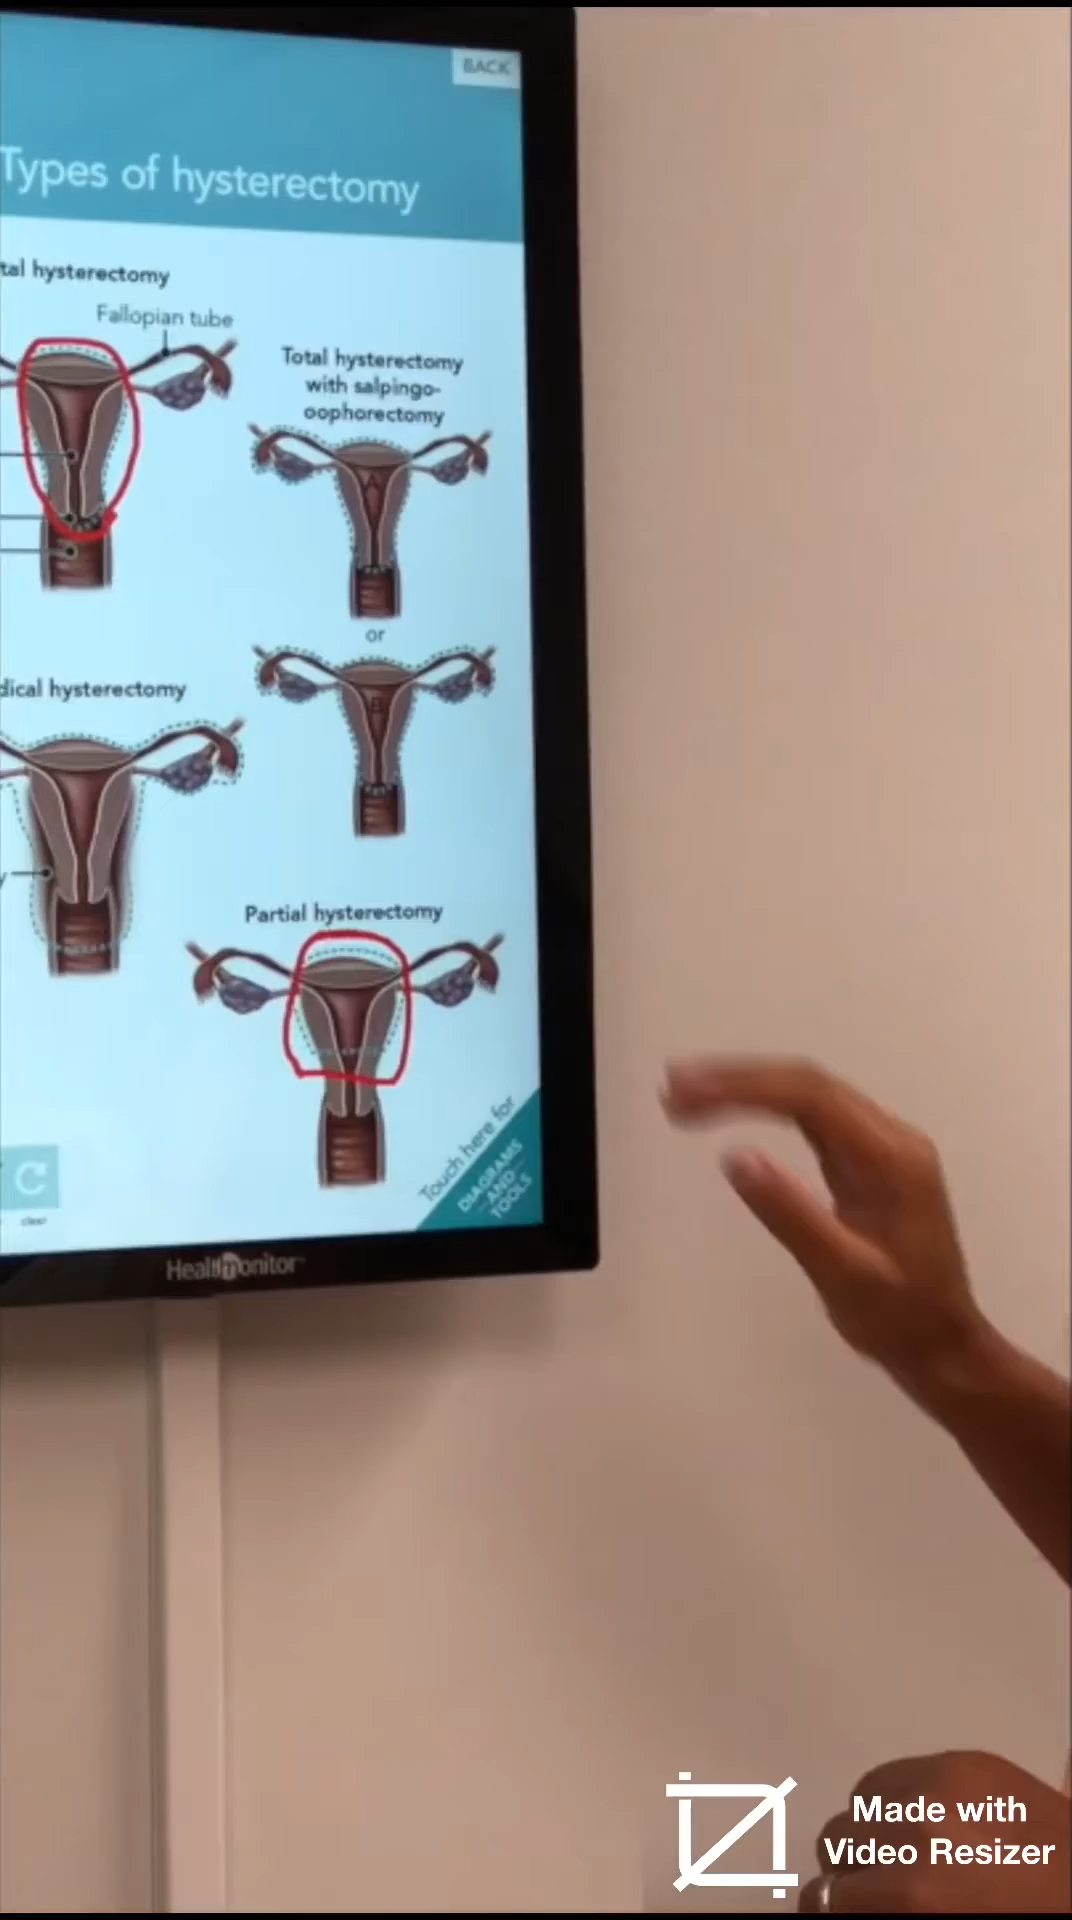 BACK
Types of hysterectomy
tal hysterectomy
Fallopian tube
Total hysterectomy
with salpingo-
oophorectomy
A
or
dical hysterectomy
B
Partial hysterectomy
y
Touch here for
DIAGRAMS
AND
TOOLS
clear
HealthMonitor
Made with
Video Resizer